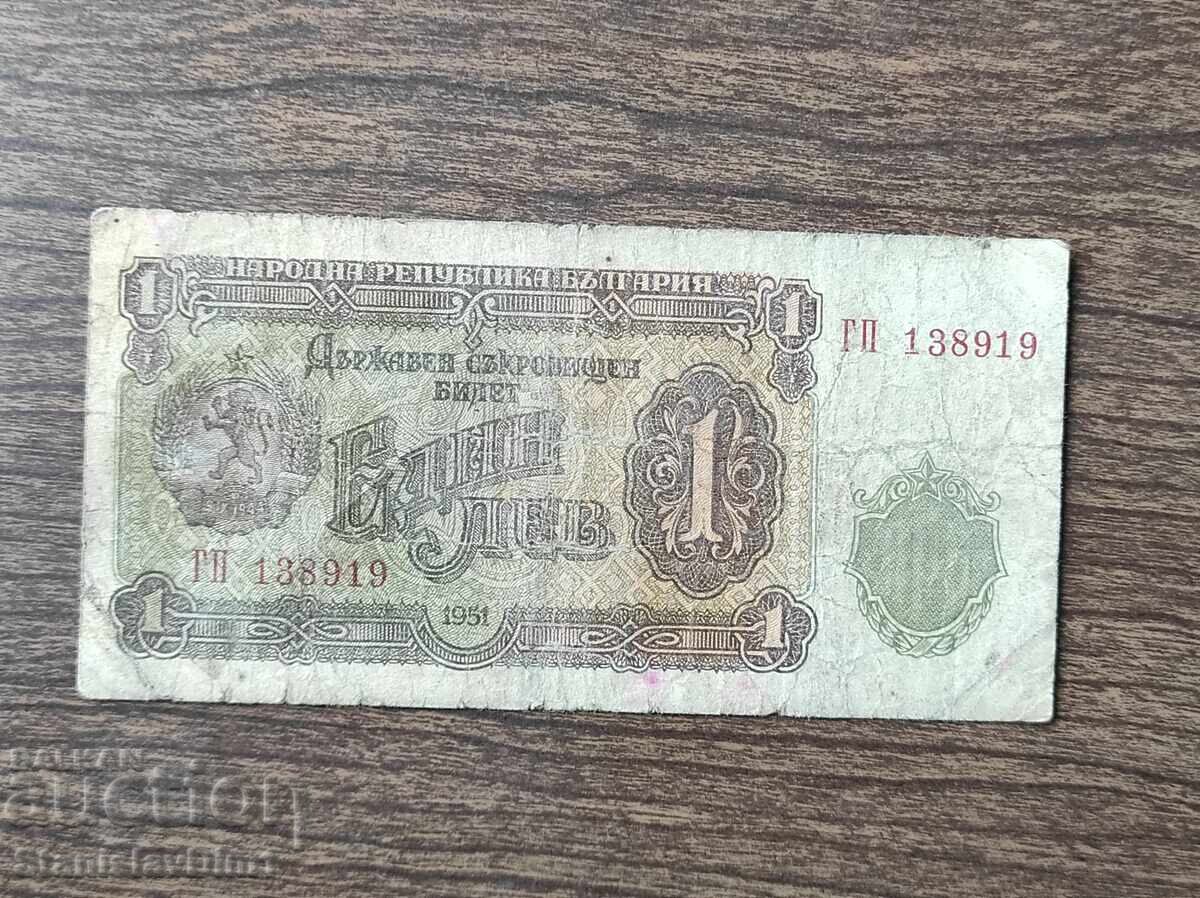 1 НАРОДНА РЕПУБЛИКА БЪЛГАРИЯ 1
ГП 138919
Държавен съкровищен
билет
Един
лев
1
ГП 138919
1 1951 1
БАЛКАН
auction